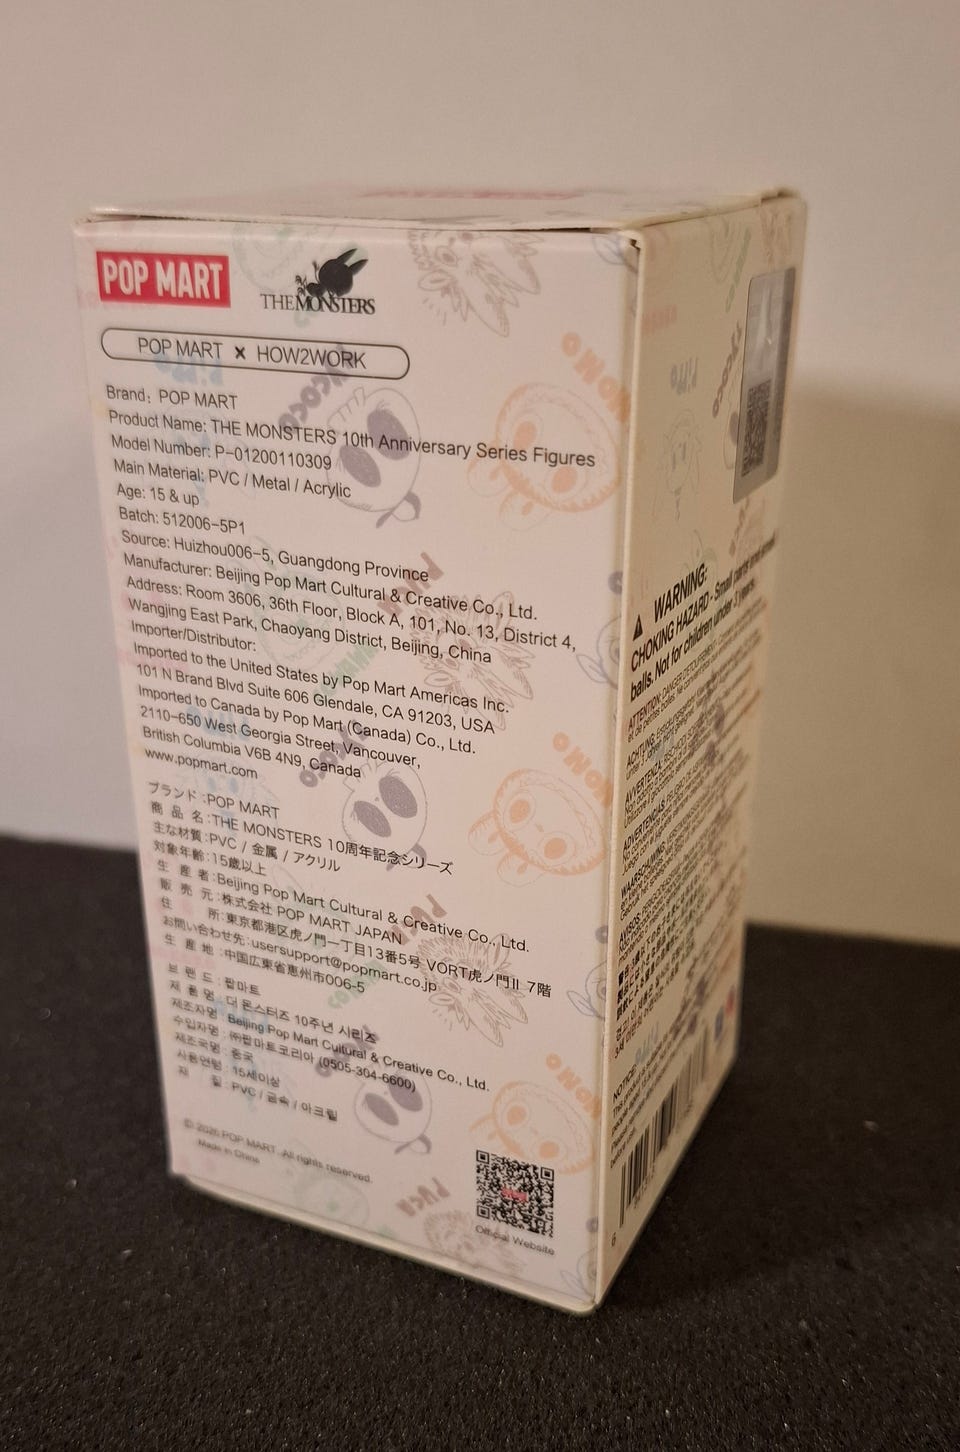 POP MART
THE MONSTERS
POP MART × HOW2WORK
Brand: POP MART
Product Name: THE MONSTERS 10th Anniversary Series Figures
Model Number: P-01200110309
Main Material: PVC / Metal / Acrylic
Age: 15 & up
Batch: 512006-5P1
Source: Huizhou006-5, Guangdong Province
Manufacturer: Beijing Pop Mart Cultural & Creative Co., Ltd.
Address: Room 3606, 36th Floor, Block A, 101, No. 13, District 4,
Wangjing East Park, Chaoyang District, Beijing, China
Importer/Distributor:
Imported to the United States by Pop Mart Americas Inc.
101 N Brand Blvd Suite 606 Glendale, CA 91203, USA
Imported to Canada by Pop Mart (Canada) Co., Ltd.
2110-650 West Georgia Street, Vancouver,
British Columbia V6B 4N9, Canada
www.popmart.com
ブランド:POP MART
商品名:THE MONSTERS 10周年記念シリーズ
主な材質:PVC / 金属 / アクリル
対象年齢:15歳以上
生産者:Beijing Pop Mart Cultural & Creative Co., Ltd.
販売元:株式会社 POP MART JAPAN
住所:東京都港区虎ノ門一丁目13番5号 VORT虎ノ門II 7階
お問い合わせ先:usersupport@popmart.co.jp
生産地:中国広東省恵州市006-5
브랜드:팝마트
제품명:더 몬스터즈 10주년 시리즈
제조자명:Beijing Pop Mart Cultural & Creative Co., Ltd.
수입자명:㈜팝마트코리아 (0505-304-6600)
제조국명:중국
사용연령:15세이상
재질:PVC / 금속 / 아크릴
POP MART. All rights reserved.
Made in China
Official Website
WARNING:
CHOKING HAZARD - Small parts and small
balls. Not for children under 3 years.
ATTENTION:
ACHTUNG:
AVVERTENZA:
ADVERTENCIAS:
WAARSCHUWING:
NOTICE:
LYCOCO
MOMO